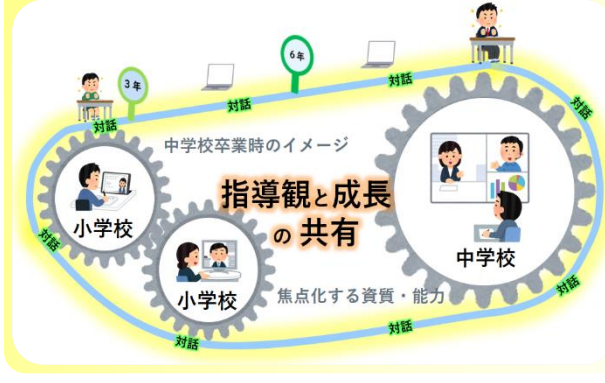 6年
3年
対話
対話
対話
対話
対話
中学校卒業時のイメージ
指導観と成長
の共有
小学校
小学校
中学校
焦点化する資質・能力
対話
対話
対話
対話